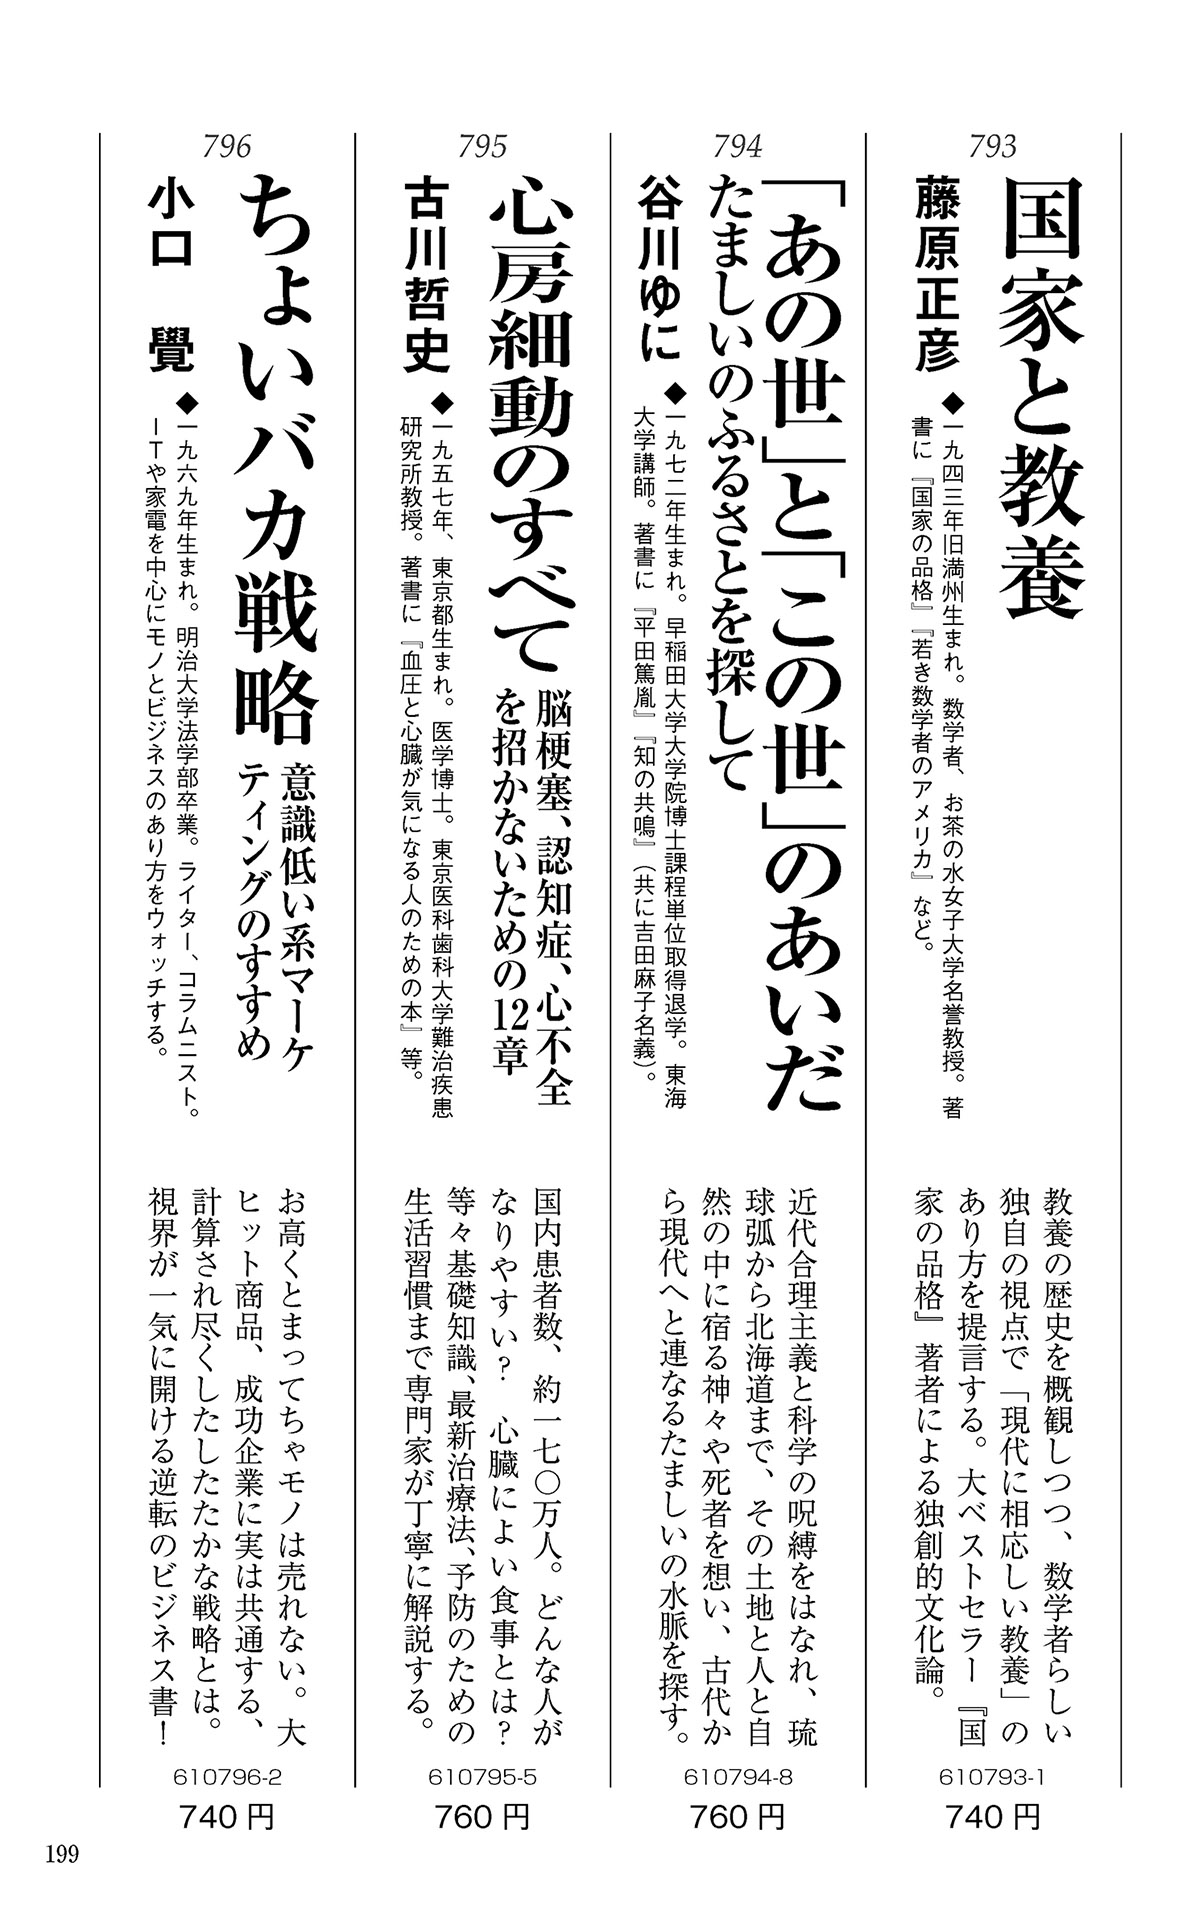 793
国家と教養
藤原正彦
◆一九四三年旧満州生まれ。数学者、お茶の水女子大学名誉教授。著
書に『国家の品格』『若き数学者のアメリカ』など。
教養の歴史を概観しつつ、数学者らしい
独自の視点で「現代に相応しい教養」の
あり方を提言する。大ベストセラー『国
家の品格』著者による独創的文化論。
610793-1
740円
794
「あの世」と「この世」のあいだ
たましいのふるさとを探して
谷川ゆに
◆一九七二年生まれ。早稲田大学大学院博士課程単位取得退学。東海
大学講師。著書に『平田篤胤』『知の共鳴』（共に吉田麻子名義）。
近代合理主義と科学の呪縛をはなれ、琉
球弧から北海道まで、その土地と人と自
然の中に宿る神々や死者を想い、古代か
ら現代へと連なるたましいの水脈を探す。
610794-8
760円
795
心房細動のすべて
脳梗塞、認知症、心不全
を招かないための12章
古川哲史
◆一九五七年、東京都生まれ。医学博士。東京医科歯科大学難治疾患
研究所教授。著書に『血圧と心臓が気になる人のための本』等。
国内患者数、約一七〇万人。どんな人が
なりやすい？　心臓によい食事とは？
等々基礎知識、最新治療法、予防のための
生活習慣まで専門家が丁寧に解説する。
610795-5
760円
796
ちょいバカ戦略
意識低い系マーケ
ティングのすすめ
小口　覺
◆一九六九年生まれ。明治大学法学部卒業。ライター、コラムニスト。
ＩＴや家電を中心にモノとビジネスのあり方をウォッチする。
お高くとまってちゃモノは売れない。大
ヒット商品、成功企業に実は共通する、
計算され尽くしたしたたかな戦略とは。
視界が一気に開ける逆転のビジネス書！
610796-2
740円
199